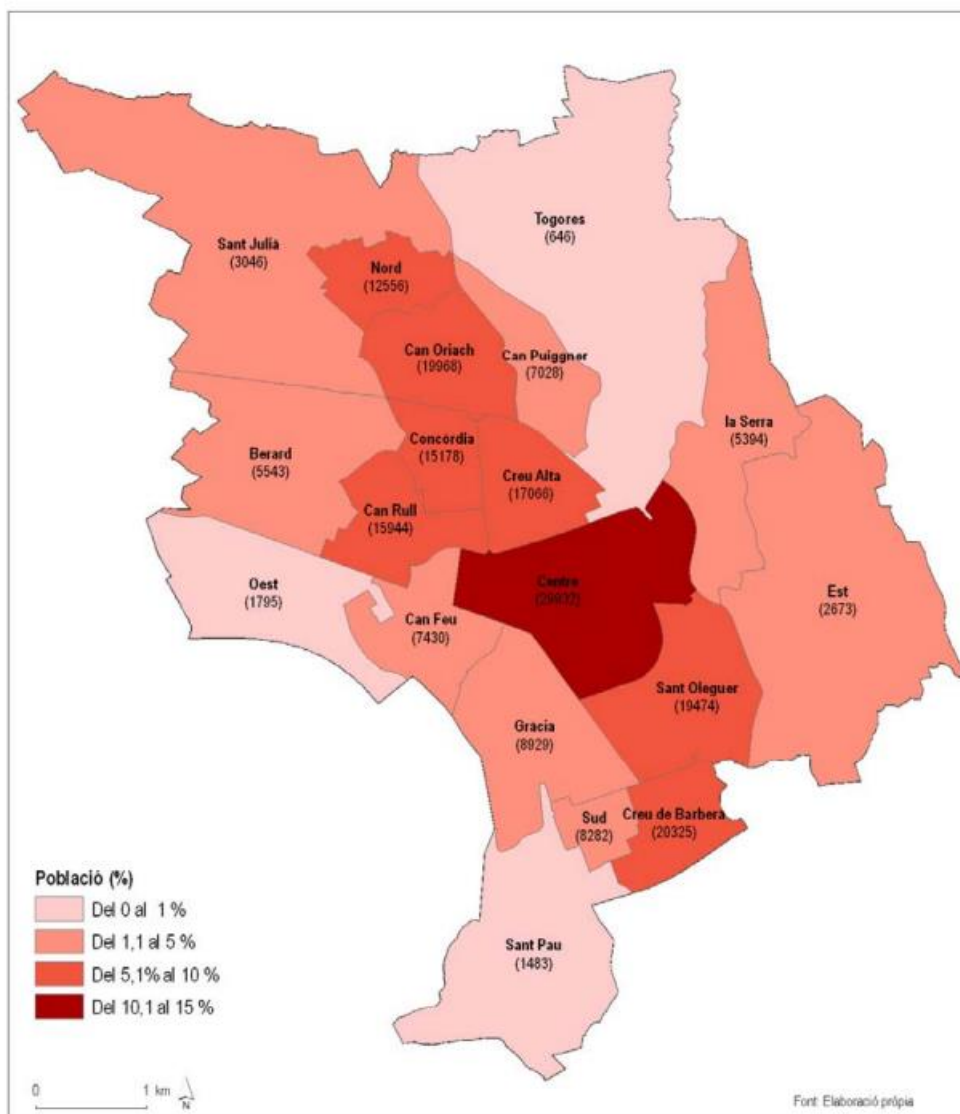 Togores
(646)
Sant Julià
(3046)
Nord
(12556)
Can Oriach
(19968)
Can Puiggner
(7028)
la Serra
(5394)
Berard
(5543)
Concòrdia
(15178)
Creu Alta
(17066)
Can Rull
(15944)
Oest
(1795)
Can Feu
(7430)
Centre
Est
(2673)
Sant Oleguer
(19474)
Gràcia
(8929)
Sud
(8282)
Creu de Barberà
(20325)
Sant Pau
(1483)
Població (%)
Del 0 al 1 %
Del 1,1 al 5 %
Del 5,1% al 10 %
Del 10,1 al 15 %
0 1 km
N
Font: Elaboració pròpia